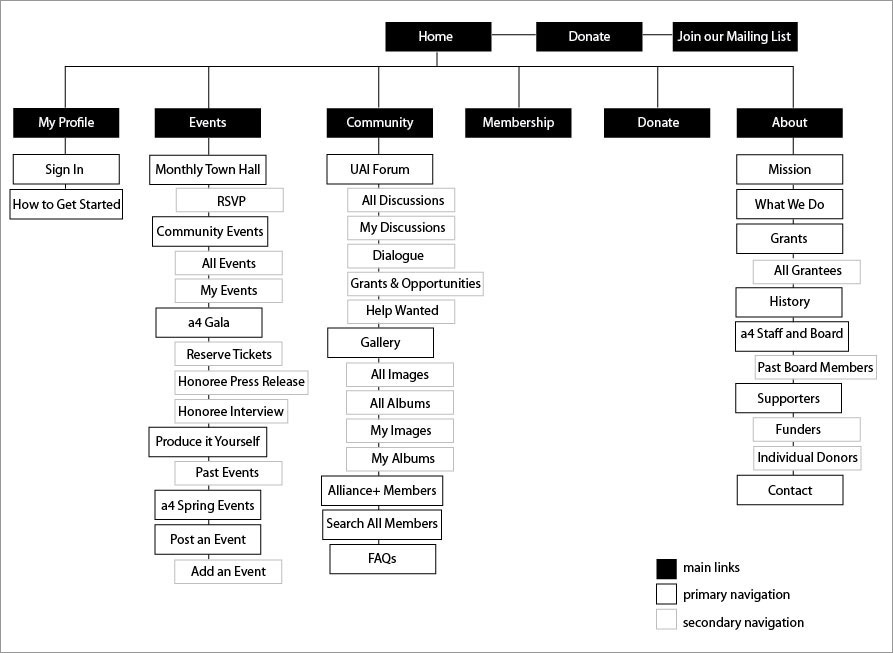 Home
Donate
Join our Mailing List
My Profile
Events
Community
Membership
Donate
About
Sign In
How to Get Started
Monthly Town Hall
RSVP
Community Events
All Events
My Events
a4 Gala
Reserve Tickets
Honoree Press Release
Honoree Interview
Produce it Yourself
Past Events
a4 Spring Events
Post an Event
Add an Event
UAI Forum
All Discussions
My Discussions
Dialogue
Grants & Opportunities
Help Wanted
Gallery
All Images
All Albums
My Images
My Albums
Alliance+ Members
Search All Members
FAQs
Mission
What We Do
Grants
All Grantees
History
a4 Staff and Board
Past Board Members
Supporters
Funders
Individual Donors
Contact
main links
primary navigation
secondary navigation